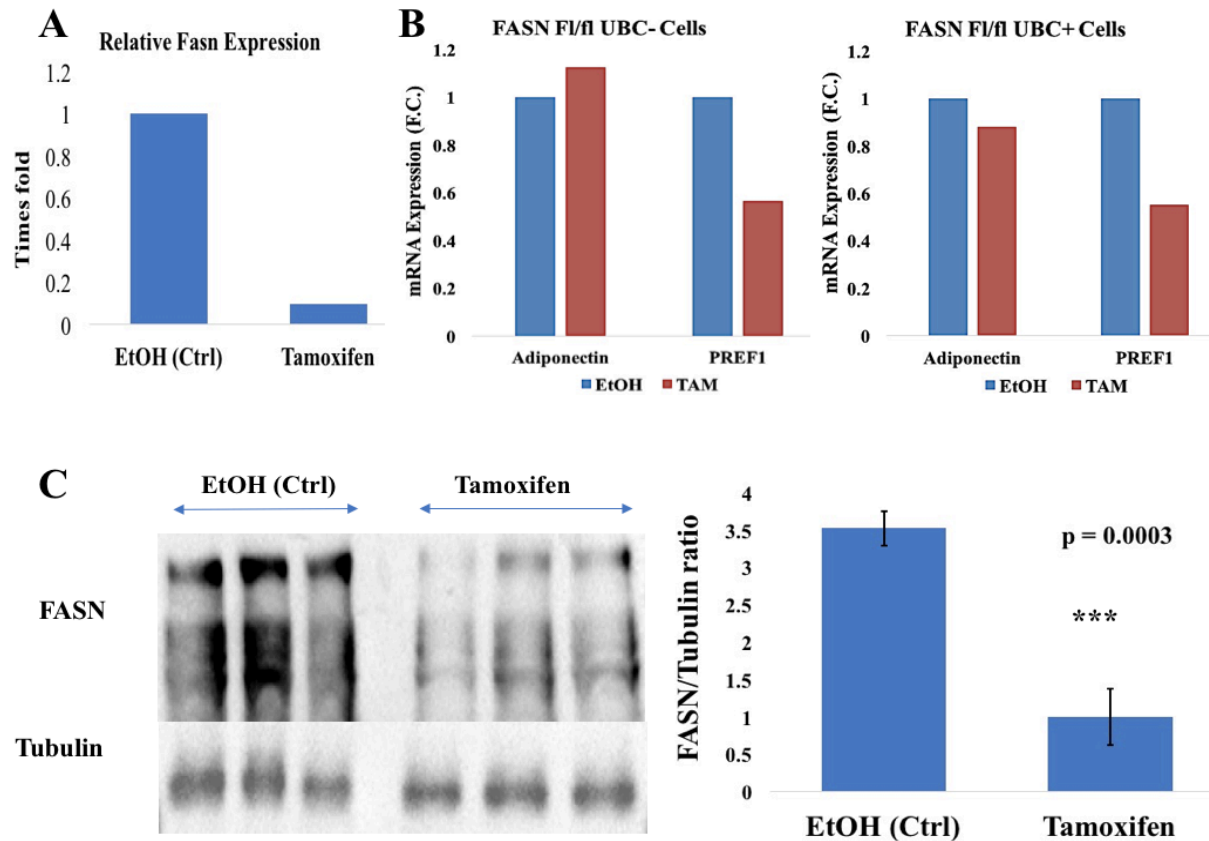 A
Relative Fasn Expression
Times fold
1.2
1
0.8
0.6
0.4
0.2
0
EtOH (Ctrl)
Tamoxifen
B
FASN Fl/fl UBC- Cells
mRNA Expression (F.C.)
1.2
1
0.8
0.6
0.4
0.2
0
Adiponectin
PREF1
EtOH
TAM
FASN Fl/fl UBC+ Cells
mRNA Expression (F.C.)
1.2
1
0.8
0.6
0.4
0.2
0
Adiponectin
PREF1
EtOH
TAM
C
EtOH (Ctrl)
Tamoxifen
FASN
Tubulin
FASN/Tubulin ratio
4
3.5
3
2.5
2
1.5
1
0.5
0
p = 0.0003
***
EtOH (Ctrl)
Tamoxifen